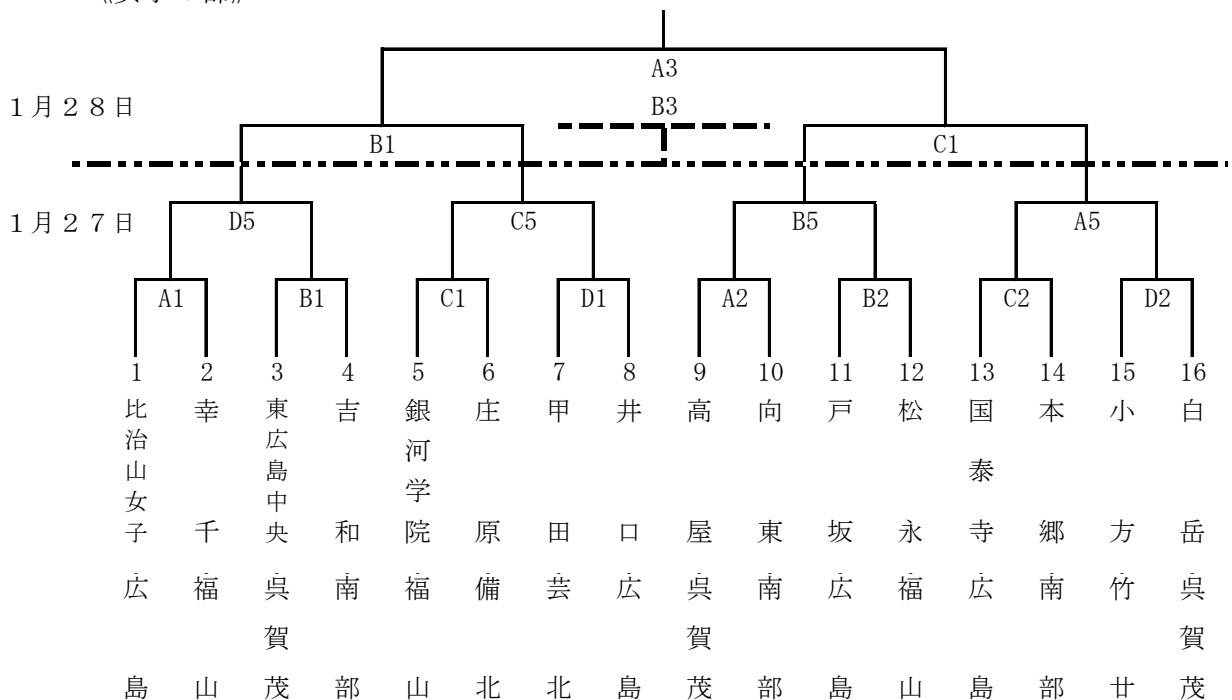 A3
1月28日
B3
B1
C1
1月27日
D5
C5
B5
A5
A1
B1
C1
D1
A2
B2
C2
D2
1 比治山女子・広島
2 幸千・福山
3 東広島中央・呉賀茂
4 吉和・南部
5 銀河学院・福山
6 庄原・備北
7 甲田・芸北
8 井口・広島
9 高屋・呉賀茂
10 向東・南部
11 戸坂・広島
12 松永・福山
13 国泰寺・広島
14 本郷・南部
15 小方・竹廿
16 白岳・呉賀茂